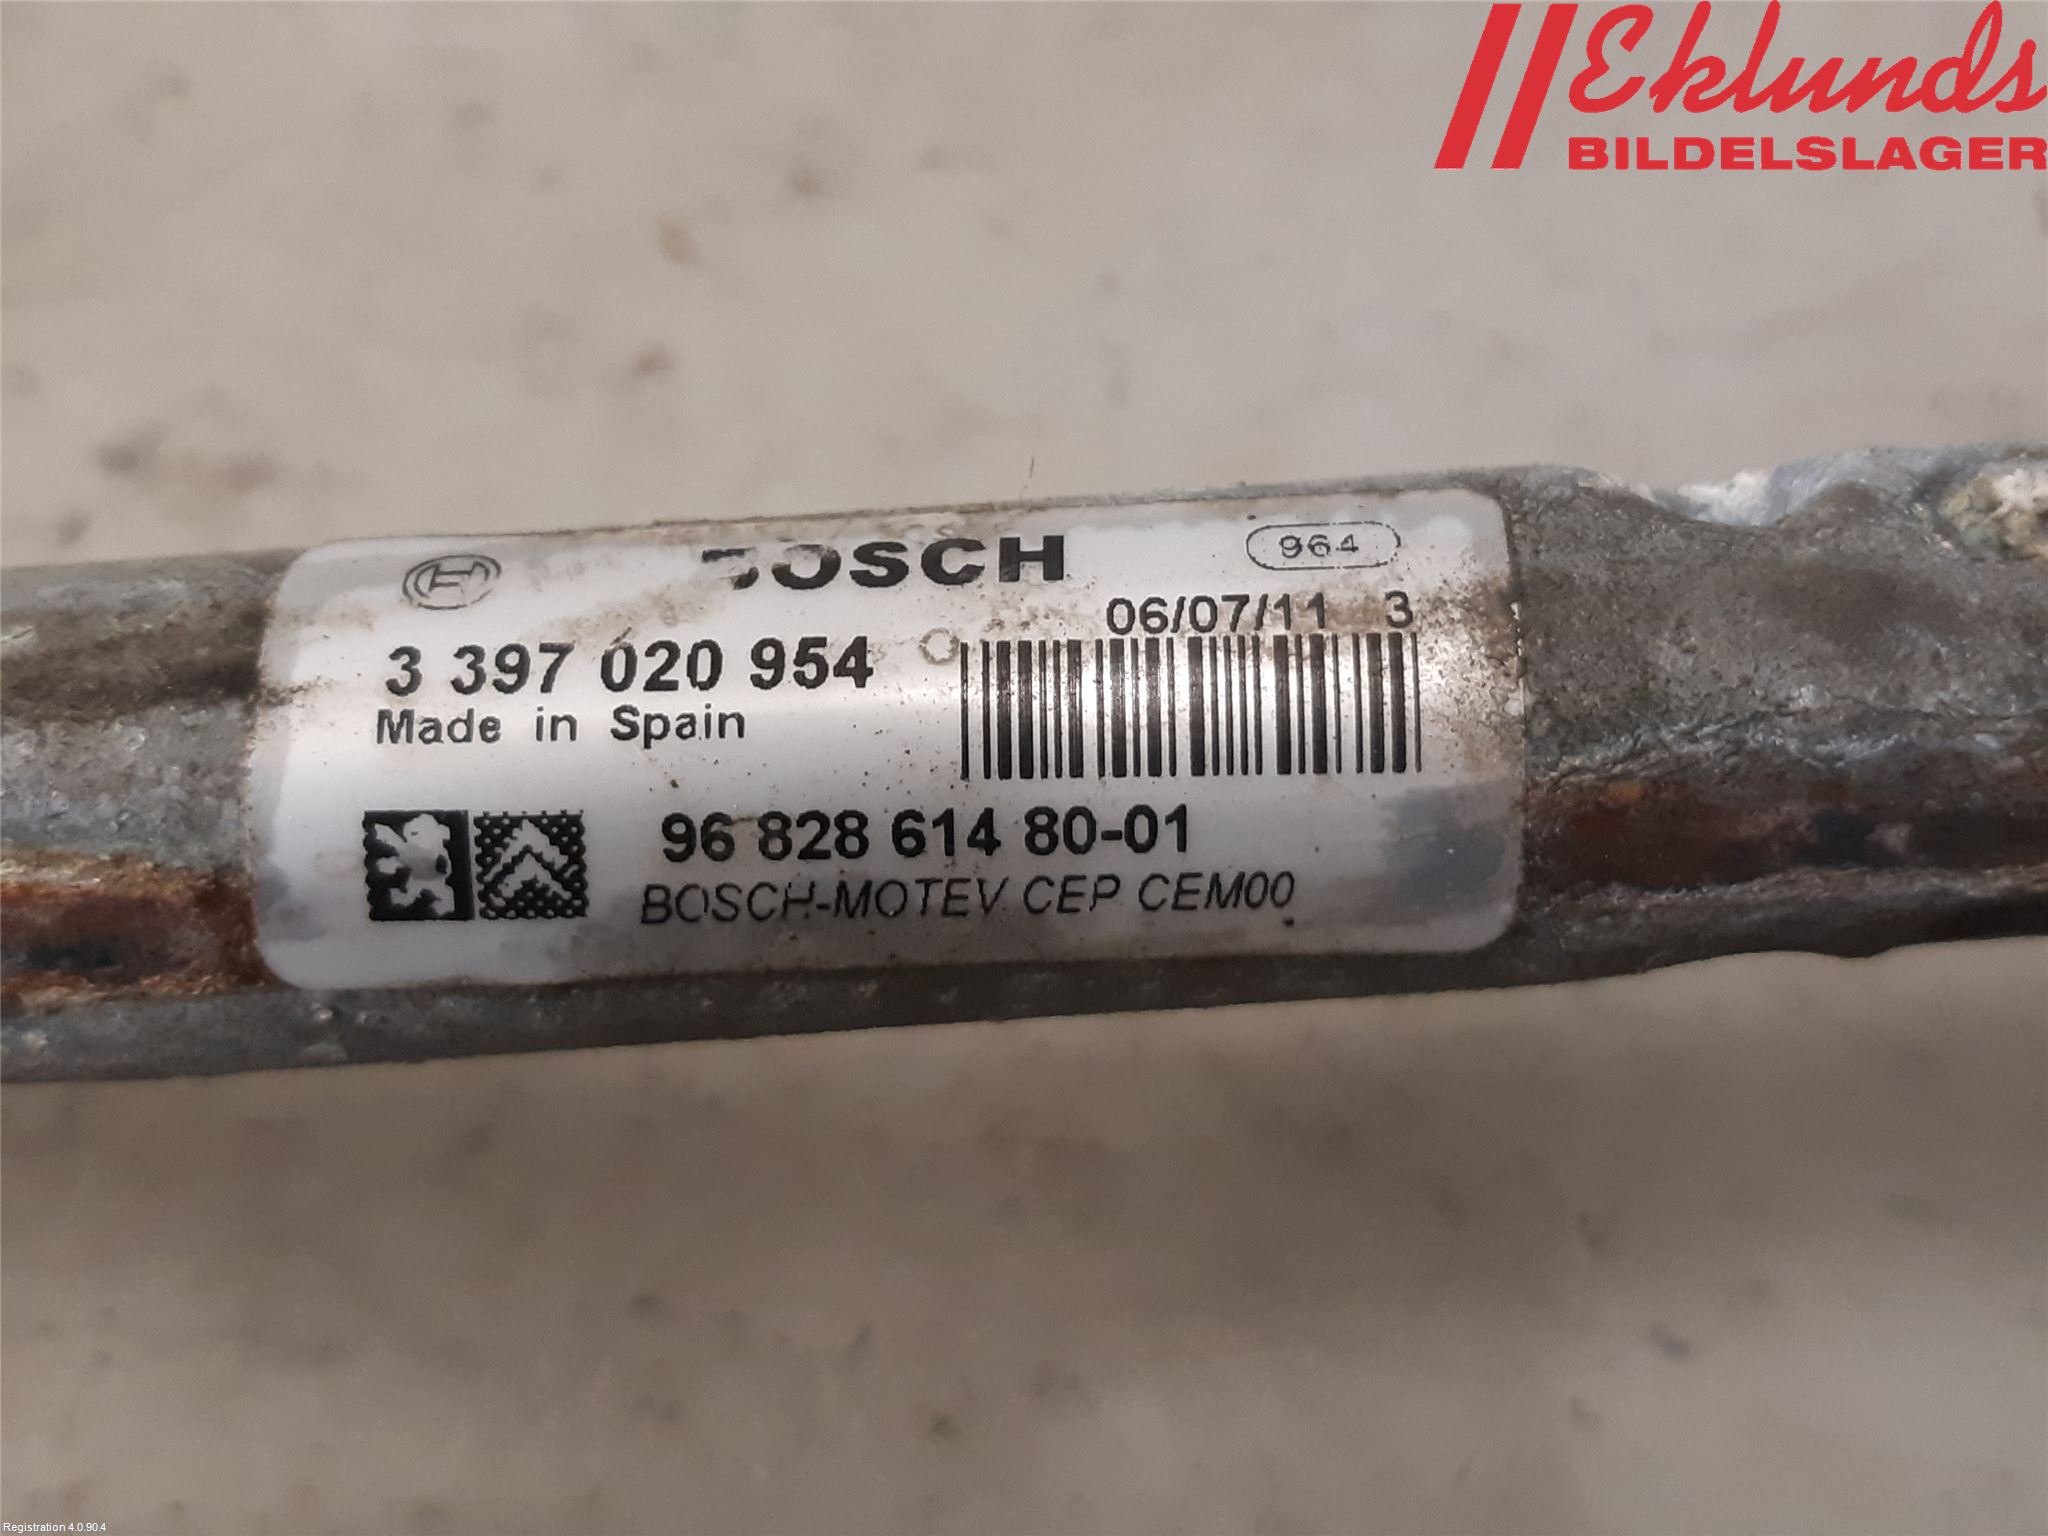 Eklunds
BILDELSLAGER
BOSCH
964
06/07/11 3
3 397 020 954
Made in Spain
96 828 614 80-01
BOSCH-MOTEV CEP CEM00
Registration 4.0.90.4